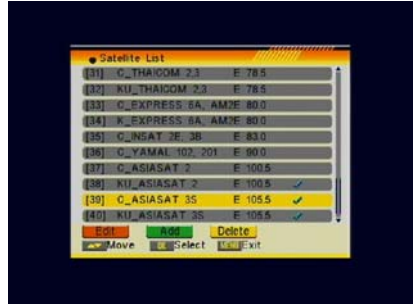 Satellite List
[31] C_THAICOM 2,3 E 78.5
[32] KU_THAICOM 2,3 E 78.5
[33] C_EXPRESS 6A, AM2E 80.0
[34] K_EXPRESS 6A, AM2E 80.0
[35] C_INSAT 2E, 3B E 83.0
[36] C_YAMAL 102, 201 E 90.0
[37] C_ASIASAT 2 E 100.5
[38] KU_ASIASAT 2 E 100.5
[39] C_ASIASAT 3S E 105.5
[40] KU_ASIASAT 3S E 105.5
Edit Add Delete
Move OK Select MENU Exit